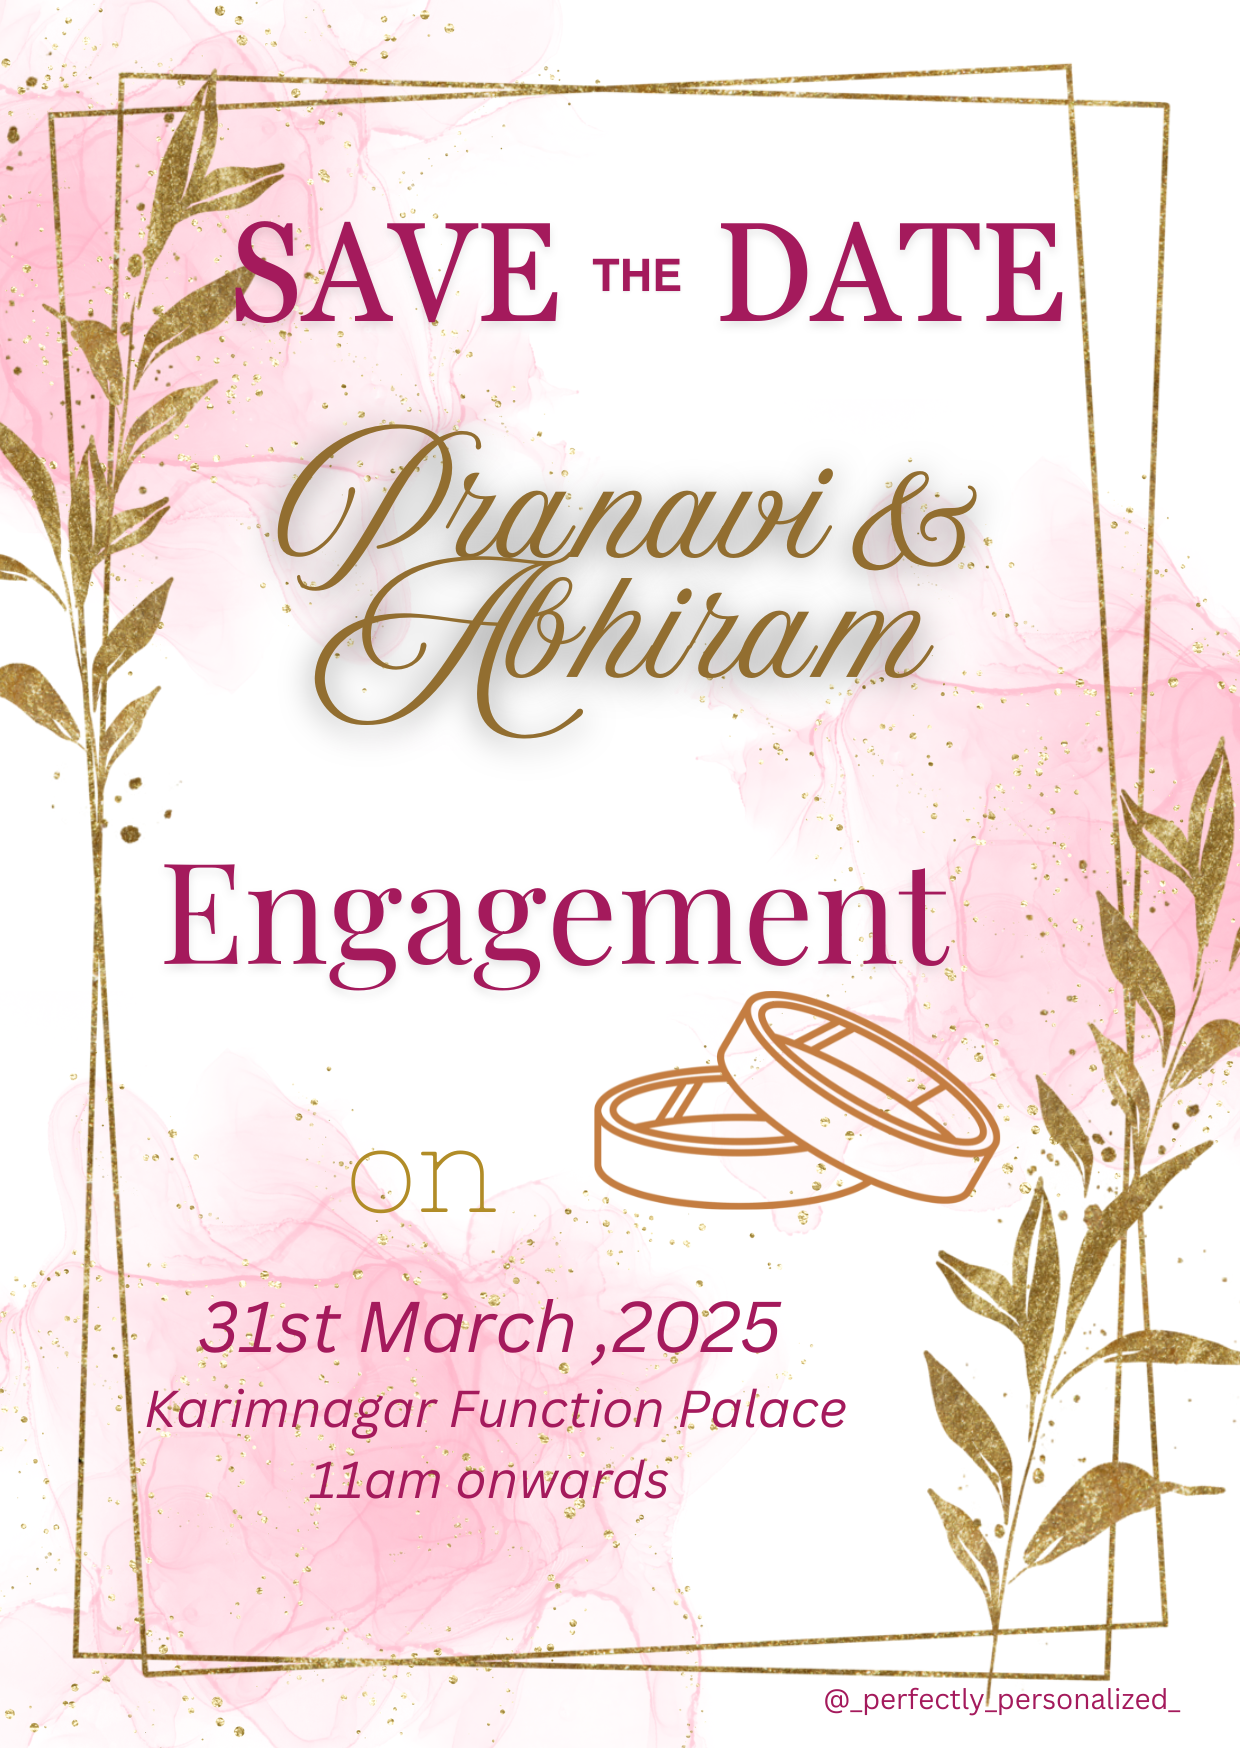 SAVE THE DATE
Pranavi &
Abhiram
Engagement
on
31st March ,2025
Karimnagar Function Palace
11am onwards
@_perfectly_personalized_